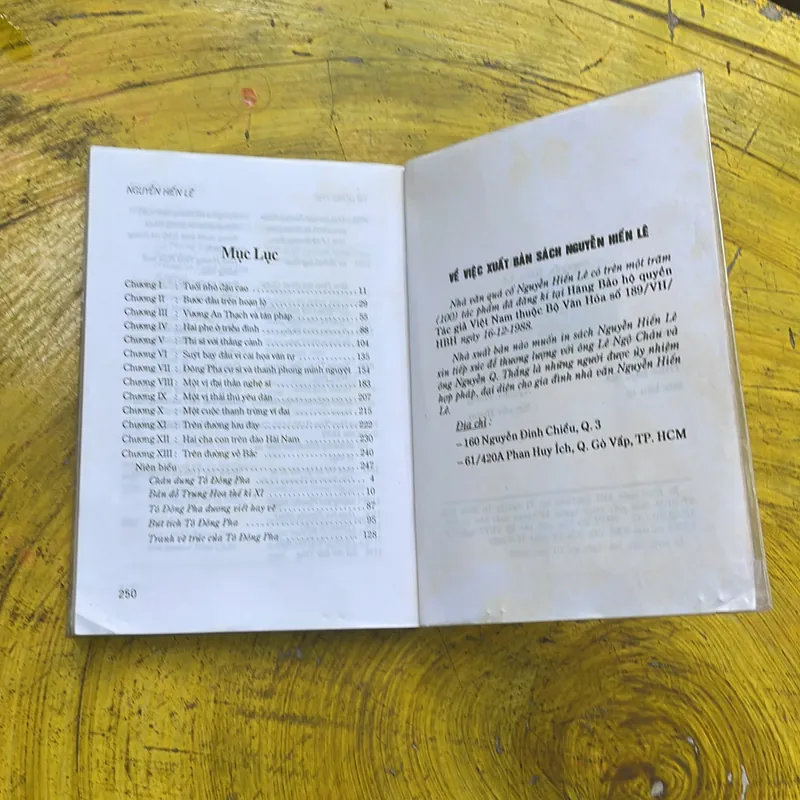 NGUYỄN HIẾN LÊ
Mục Lục
Chương I : Tuổi nhỏ đậu cao 11
Chương II : Bước đầu trên hoạn lộ 29
Chương III : Vương An Thạch và tân pháp 55
Chương IV : Hai phe ở triều đình 88
Chương V : Thi sĩ với thắng cảnh 104
Chương VI : Suýt bay đầu vì cái họa văn tự 135
Chương VII : Đông Pha cư sĩ và thanh phong minh nguyệt 154
Chương VIII : Một vị đại thần nghệ sĩ 183
Chương IX : Một vị thái thú yêu dân 207
Chương X : Một cuộc thanh trừng vĩ đại 215
Chương XI : Trên đường lưu đày 222
Chương XII : Hai cha con trên đảo Hải Nam 230
Chương XIII : Trên đường về Bắc 240
Niên biểu 247
Chân dung Tô Đông Pha 4
Bản đồ Trung Hoa thế kỉ XI 10
Tô Đông Pha đương viết hay vẽ 87
Bút tích Tô Đông Pha 95
Tranh vẽ trúc của Tô Đông Pha 128
250
VỀ VIỆC XUẤT BẢN SÁCH NGUYỄN HIẾN LÊ
Nhà văn quá cố Nguyễn Hiến Lê có trên một trăm
(100) tác phẩm đã đăng kí tại Hãng Bảo hộ quyền
Tác giả Việt Nam thuộc Bộ Văn Hóa số 189/VII/
HBH ngày 16-12-1988.
Nhà xuất bản nào muốn in sách Nguyễn Hiến Lê
xin tiếp xúc để thương lượng với ông Lê Ngộ Châu và
ông Nguyễn Q. Thắng là những người được ủy nhiệm
hợp pháp, đại diện cho gia đình nhà văn Nguyễn Hiến
Lê.
Địa chỉ :
– 160 Nguyễn Đình Chiểu, Q. 3
– 61/420A Phan Huy Ích, Q. Gò Vấp, TP. HCM